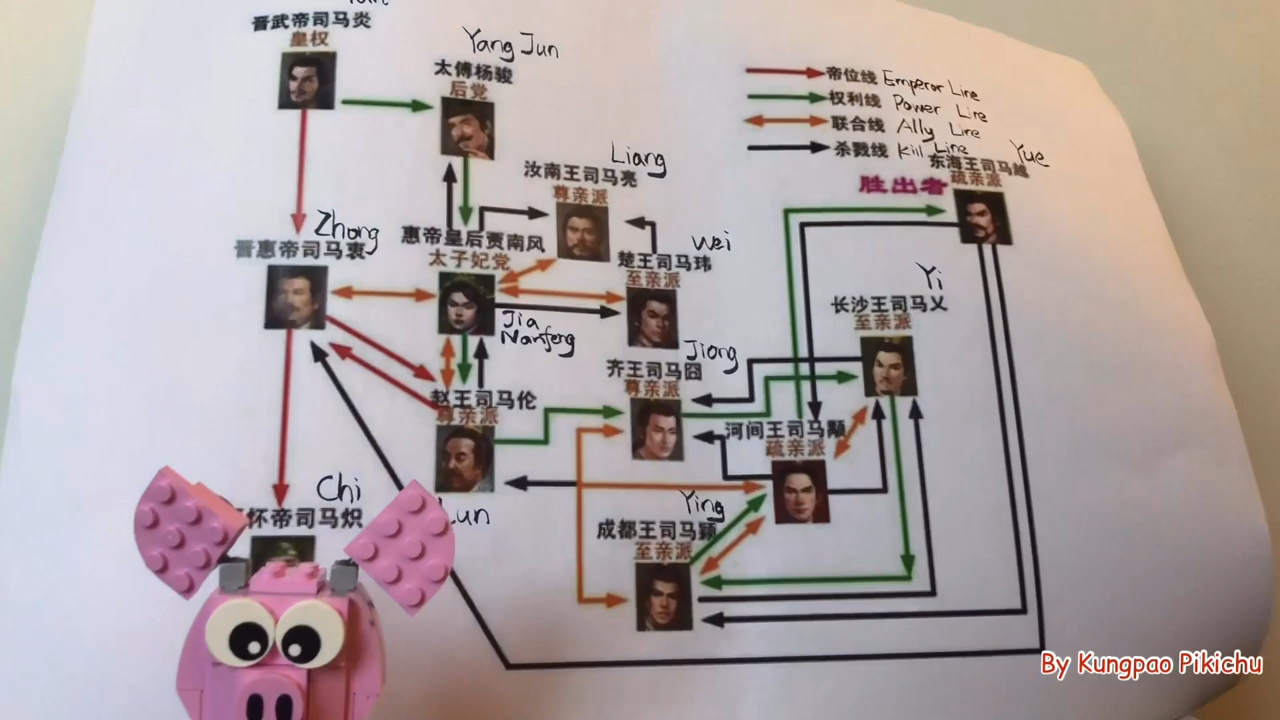 晋武帝司马炎
皇权
Yang Jun
太傅杨骏
后党
Liang
汝南王司马亮
尊亲派
Zhong
晋惠帝司马衷
惠帝皇后贾南风
太子妃党
Jia
Nanfeng
Wei
楚王司马玮
至亲派
帝位线 Emperor Line
权利线 Power Line
联合线 Ally Line
杀戮线 Kill Line
Yue
东海王司马越
疏亲派
胜出者
Yi
长沙王司马乂
至亲派
Jiong
齐王司马囧
尊亲派
赵王司马伦
尊亲派
Lun
河间王司马颙
疏亲派
Ying
成都王司马颖
至亲派
Chi
怀帝司马炽
By Kungpao Pikichu